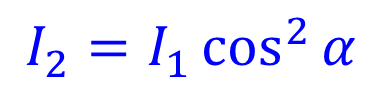 I₂ = I₁ cos² α